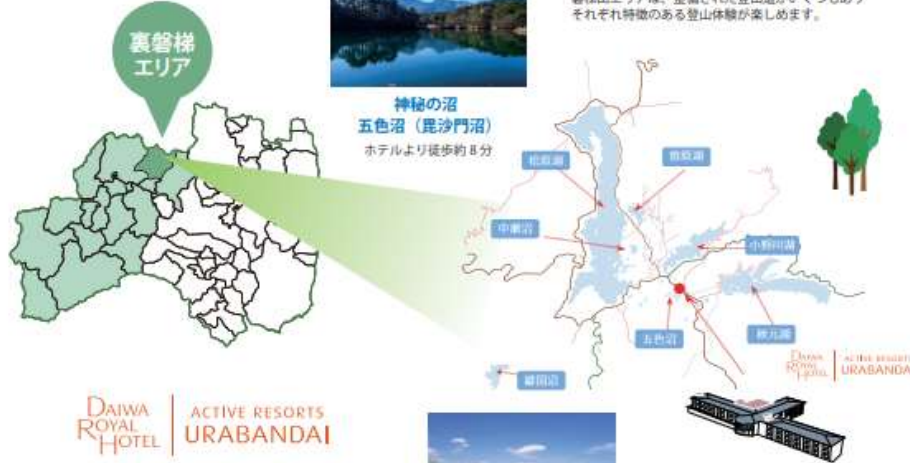 それぞれ特徴のある登山体験が楽しめます。
裏磐梯
エリア
神秘の沼
五色沼（毘沙門沼）
ホテルより徒歩約8分
桧原湖
曽原湖
中瀬沼
小野川湖
五色沼
秋元湖
雄国沼
DAIWA
ROYAL
HOTEL
ACTIVE RESORTS
URABANDAI
DAIWA
ROYAL
HOTEL
ACTIVE RESORTS
URABANDAI